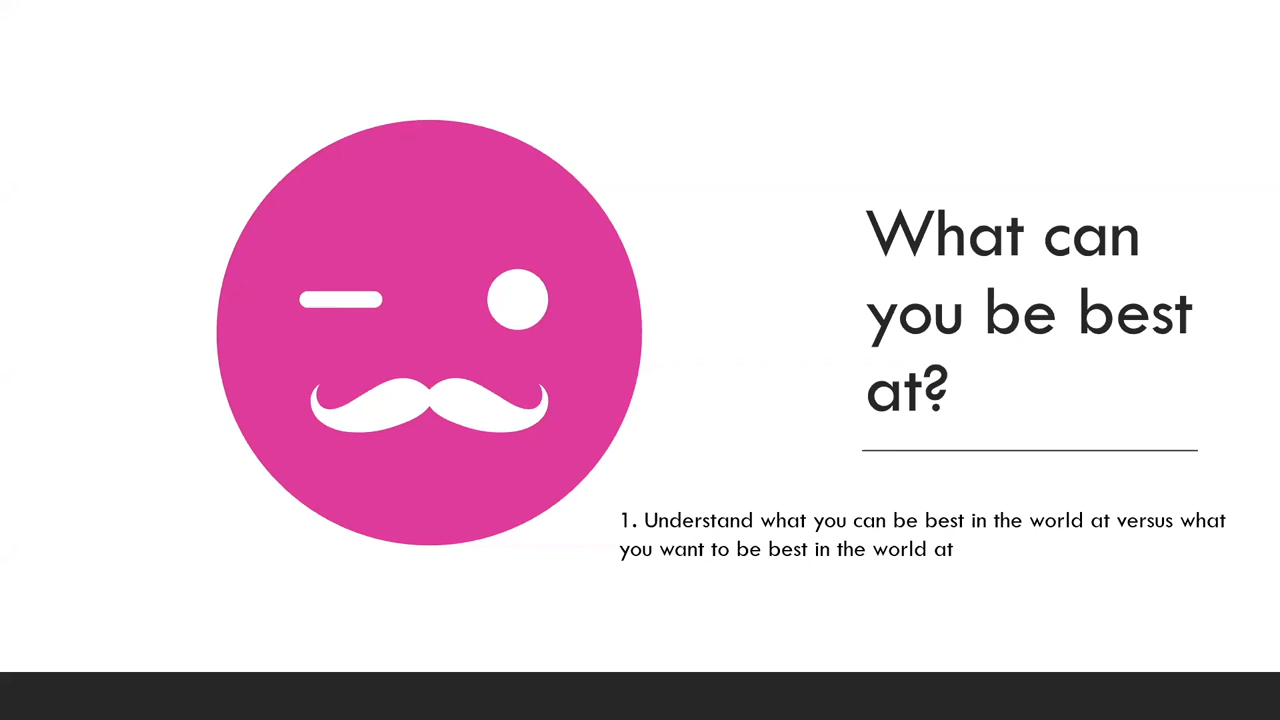 What can
you be best
at?
1. Understand what you can be best in the world at versus what
you want to be best in the world at